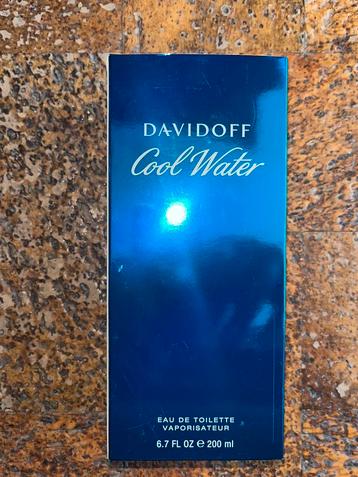 DAVIDOFF
Cool Water
EAU DE TOILETTE
VAPORISATEUR
6.7 FL OZ ℮ 200 ml